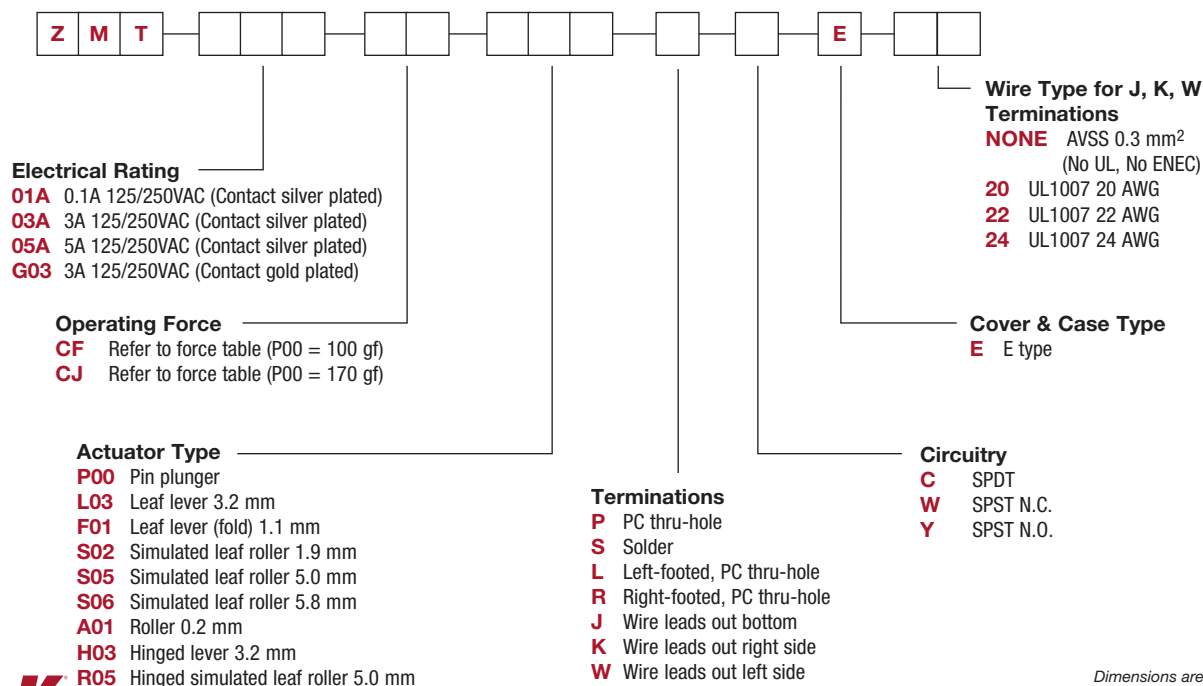 Z M T E
Electrical Rating
01A 0.1A 125/250VAC (Contact silver plated)
03A 3A 125/250VAC (Contact silver plated)
05A 5A 125/250VAC (Contact silver plated)
G03 3A 125/250VAC (Contact gold plated)
Operating Force
CF Refer to force table (P00 = 100 gf)
CJ Refer to force table (P00 = 170 gf)
Actuator Type
P00 Pin plunger
L03 Leaf lever 3.2 mm
F01 Leaf lever (fold) 1.1 mm
S02 Simulated leaf roller 1.9 mm
S05 Simulated leaf roller 5.0 mm
S06 Simulated leaf roller 5.8 mm
A01 Roller 0.2 mm
H03 Hinged lever 3.2 mm
R05 Hinged simulated leaf roller 5.0 mm
Terminations
P PC thru-hole
S Solder
L Left-footed, PC thru-hole
R Right-footed, PC thru-hole
J Wire leads out bottom
K Wire leads out right side
W Wire leads out left side
Circuitry
C SPDT
W SPST N.C.
Y SPST N.O.
Cover & Case Type
E E type
Wire Type for J, K, W
Terminations
NONE AVSS 0.3 mm²
(No UL, No ENEC)
20 UL1007 20 AWG
22 UL1007 22 AWG
24 UL1007 24 AWG
Dimensions are